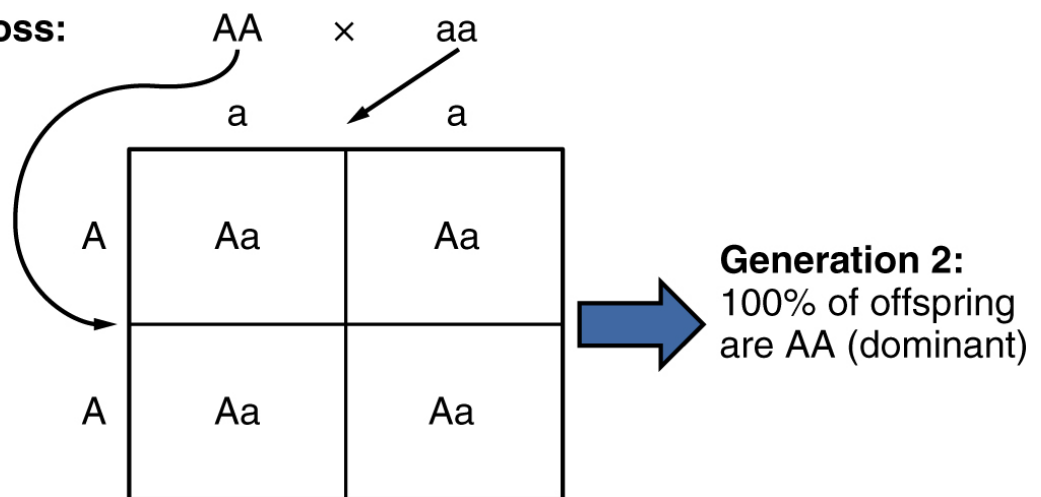 oss: AA × aa
a a
A Aa Aa
Generation 2:
100% of offspring
are AA (dominant)
A Aa Aa